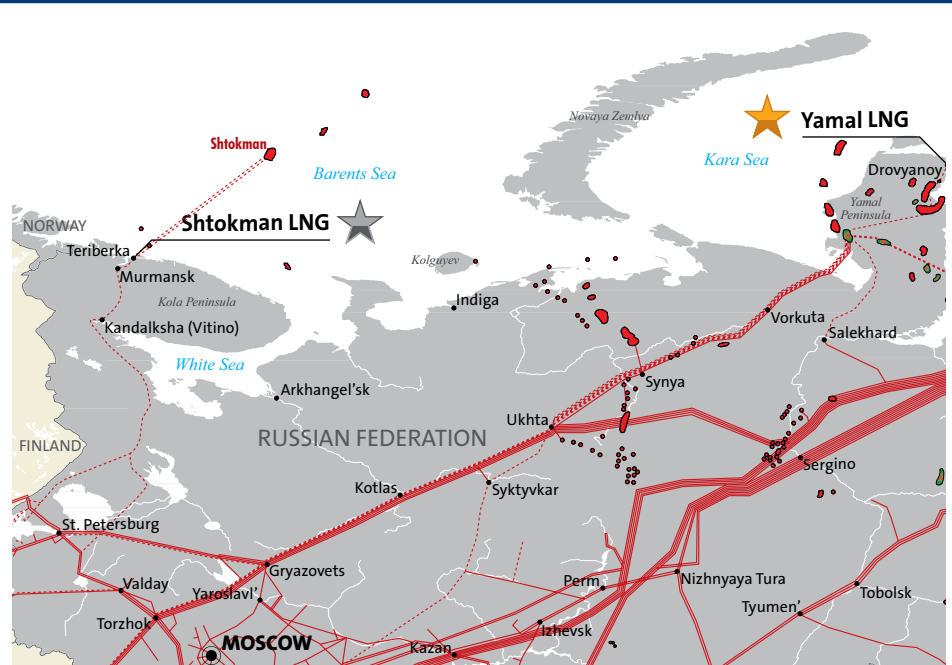 Novaya Zemlya
Yamal LNG
Shtokman
Kara Sea
Barents Sea
Drovyanoy
Yamal
Peninsula
NORWAY
Shtokman LNG
Teriberka
Kolguyev
Murmansk
Kola Peninsula
Indiga
Vorkuta
Kandalksha (Vitino)
Salekhard
White Sea
Arkhangel'sk
Synya
Ukhta
RUSSIAN FEDERATION
FINLAND
Sergino
Kotlas
Syktyvkar
St. Petersburg
Gryazovets
Valday
Yaroslavl'
Perm
Nizhnyaya Tura
Tobolsk
Tyumen'
Torzhok
Izhevsk
MOSCOW
Kazan